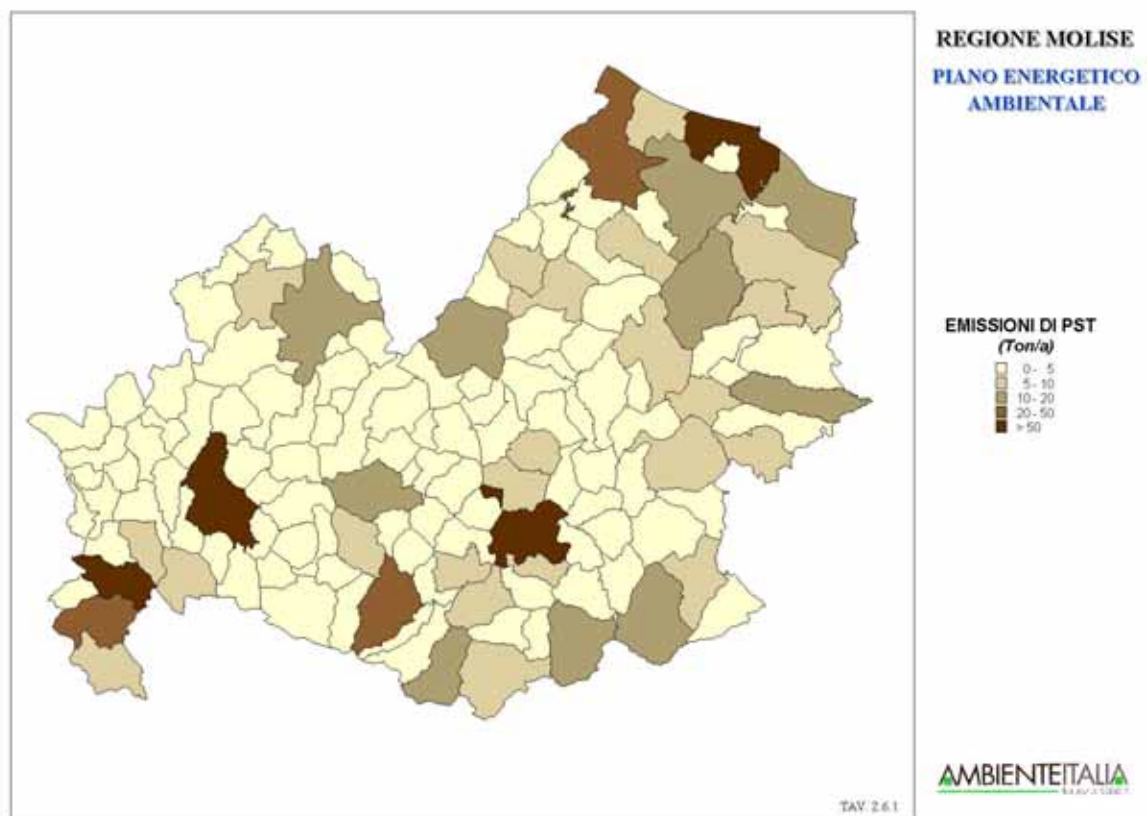 REGIONE MOLISE
PIANO ENERGETICO
AMBIENTALE
EMISSIONI DI PST
(Ton/a)
0 - 5
5 - 10
10 - 20
20 - 50
> 50
AMBIENTEITALIA
TAV. 2.6.1